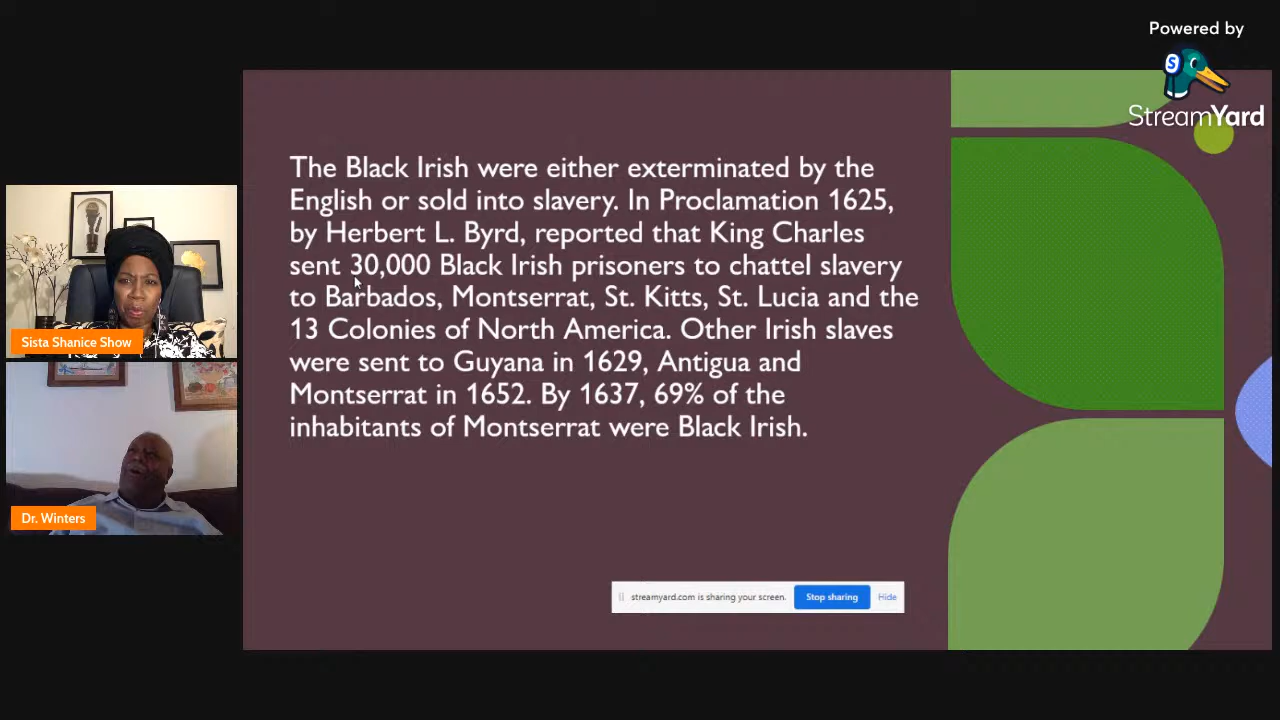 Powered by
S
StreamYard
The Black Irish were either exterminated by the
English or sold into slavery. In Proclamation 1625,
by Herbert L. Byrd, reported that King Charles
sent 30,000 Black Irish prisoners to chattel slavery
to Barbados, Montserrat, St. Kitts, St. Lucia and the
13 Colonies of North America. Other Irish slaves
were sent to Guyana in 1629, Antigua and
Montserrat in 1652. By 1637, 69% of the
inhabitants of Montserrat were Black Irish.
Sista Shanice Show
Dr. Winters
streamyard.com is sharing your screen.
Stop sharing
Hide